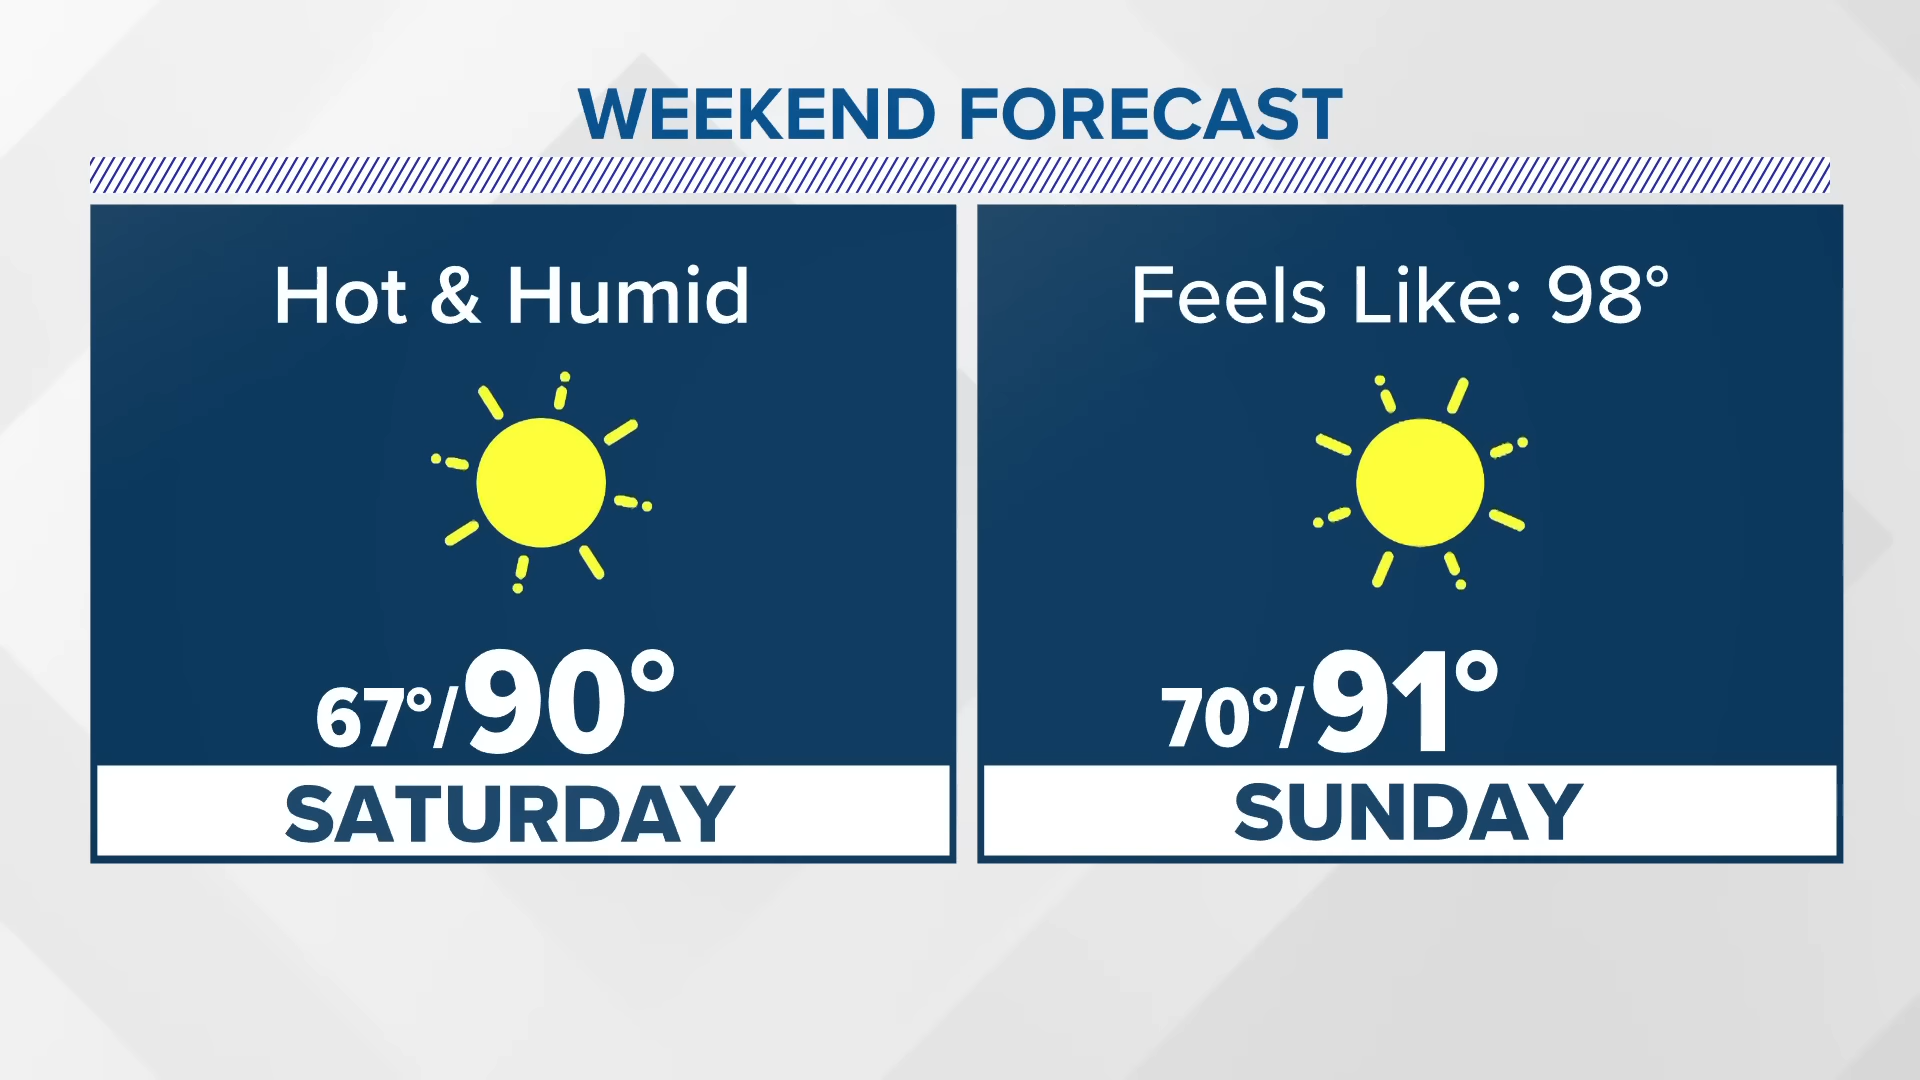 WEEKEND FORECAST
Hot & Humid
67°/90°
SATURDAY
Feels Like: 98°
70°/91°
SUNDAY